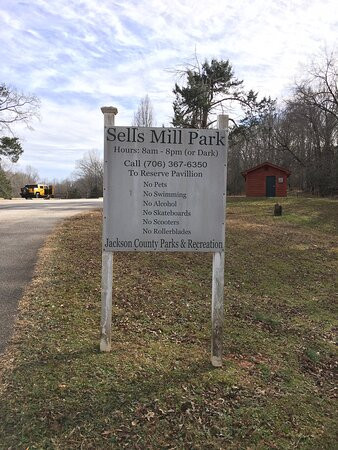 Sells Mill Park
Hours: 8am - 8pm (or Dark)
Call (706) 367-6350
To Reserve Pavillion
No Pets
No Swimming
No Alcohol
No Skateboards
No Scooters
No Rollerblades
Jackson County Parks & Recreation